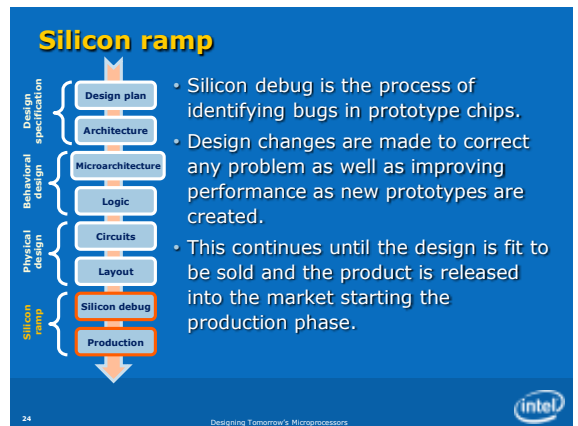 Silicon ramp
Design
specification
Design plan
Architecture
Behavioral
design
Microarchitecture
Logic
Physical
design
Circuits
Layout
Silicon
ramp
Silicon debug
Production
• Silicon debug is the process of
identifying bugs in prototype chips.
• Design changes are made to correct
any problem as well as improving
performance as new prototypes are
created.
• This continues until the design is fit to
be sold and the product is released
into the market starting the
production phase.
24
Designing Tomorrow's Microprocessors
intel